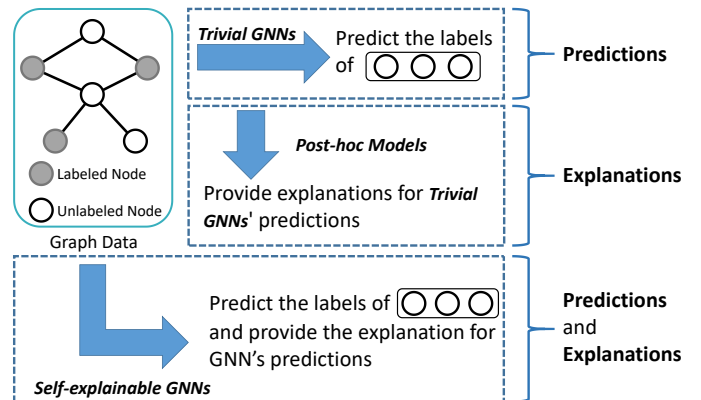 Trivial GNNs
Predict the labels
of
Predictions
Post-hoc Models
Provide explanations for Trivial
GNNs' predictions
Explanations
Labeled Node
Unlabeled Node
Graph Data
Predict the labels of
and provide the explanation for
GNN’s predictions
Self-explainable GNNs
Predictions
and
Explanations